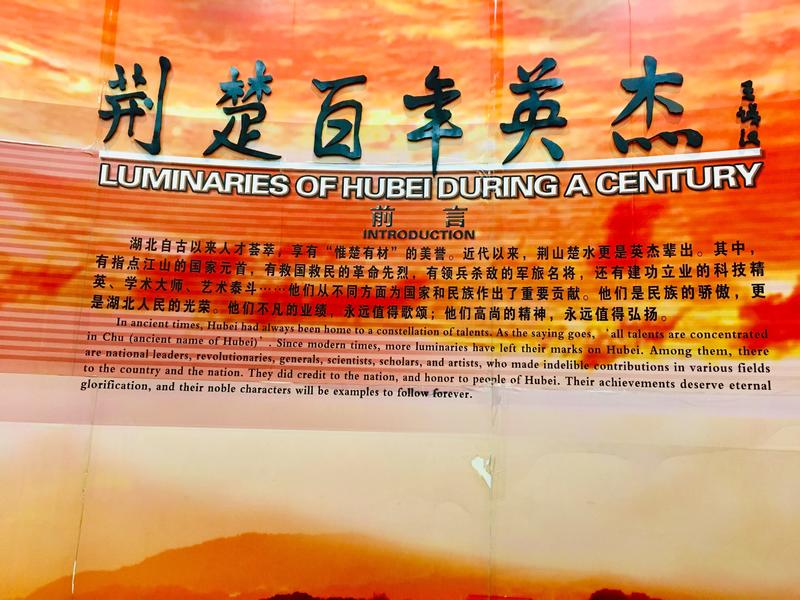 荆楚百年英杰
LUMINARIES OF HUBEI DURING A CENTURY
前 言
INTRODUCTION
湖北自古以来人才荟萃，享有“惟楚有材”的美誉。近代以来，荆山楚水更是英杰辈出。其中，
有指点江山的国家元首，有救国救民的革命先烈，有领兵杀敌的军旅名将，还有建功立业的科技精
英、学术大师、艺术泰斗……他们从不同方面为国家和民族作出了重要贡献。他们是民族的骄傲，更
是湖北人民的光荣。他们不凡的业绩，永远值得歌颂；他们高尚的精神，永远值得弘扬。
In ancient times, Hubei had always been home to a constellation of talents. As the saying goes, ‘all talents are concentrated
in Chu (ancient name of Hubei)’. Since modern times, more luminaries have left their marks on Hubei. Among them, there
are national leaders, revolutionaries, generals, scientists, scholars, and artists, who made indelible contributions in various fields
to the country and the nation. They did credit to the nation, and honor to people of Hubei. Their achievements deserve eternal
glorification, and their noble characters will be examples to follow forever.